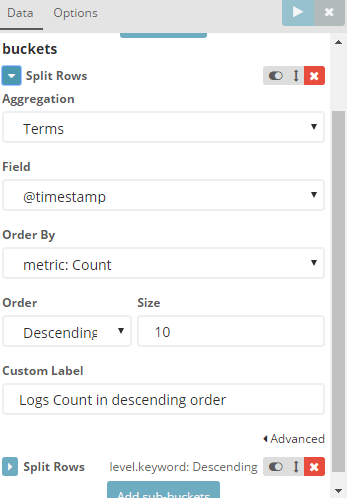 Data Options
buckets
Split Rows
Aggregation
Terms
Field
@timestamp
Order By
metric: Count
Order Size
Descending 10
Custom Label
Logs Count in descending order
Advanced
Split Rows level.keyword: Descending
Add sub-buckets